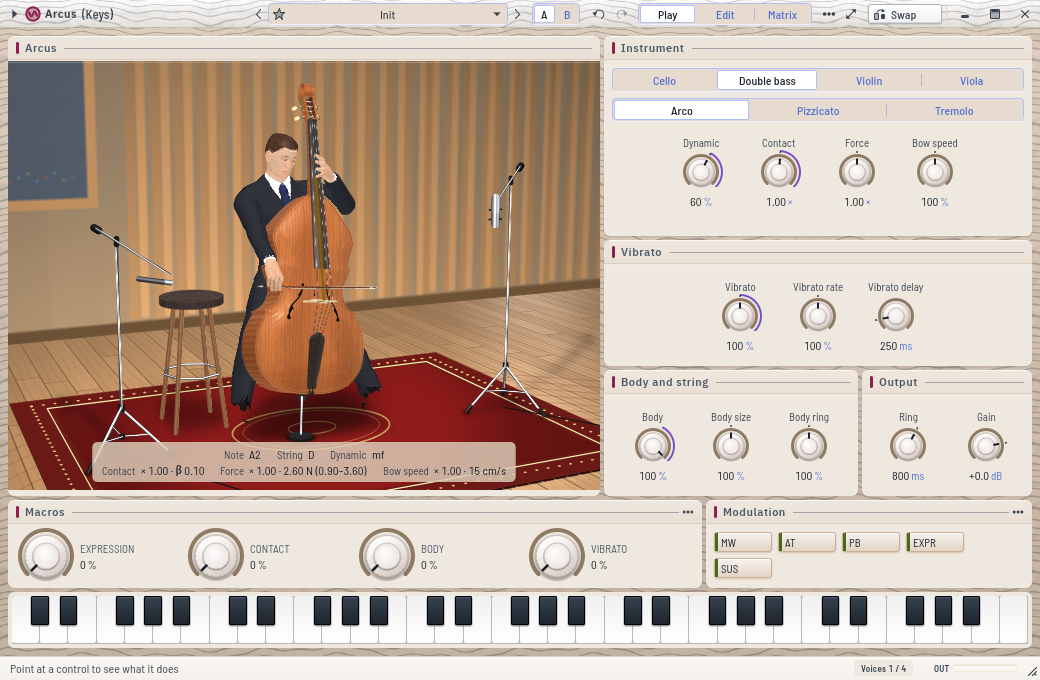 Arcus (Keys)
Init
A B
Play Edit Matrix
Swap
Arcus
Note A2 String D Dynamic mf
Contact × 1.00 · β 0.10 Force × 1.00 · 2.60 N (0.90–3.60) Bow speed × 1.00 · 15 cm/s
Instrument
Cello Double bass Violin Viola
Arco Pizzicato Tremolo
Dynamic Contact Force Bow speed
60 % 1.00 × 1.00 × 100 %
Vibrato
Vibrato Vibrato rate Vibrato delay
100 % 100 % 250 ms
Body and string
Body Body size Body ring
100 % 100 % 100 %
Output
Ring Gain
800 ms +0.0 dB
Macros
EXPRESSION
0 %
CONTACT
0 %
BODY
0 %
VIBRATO
0 %
Modulation
MW AT PB EXPR
SUS
Point at a control to see what it does
Voices 1 / 4
OUT